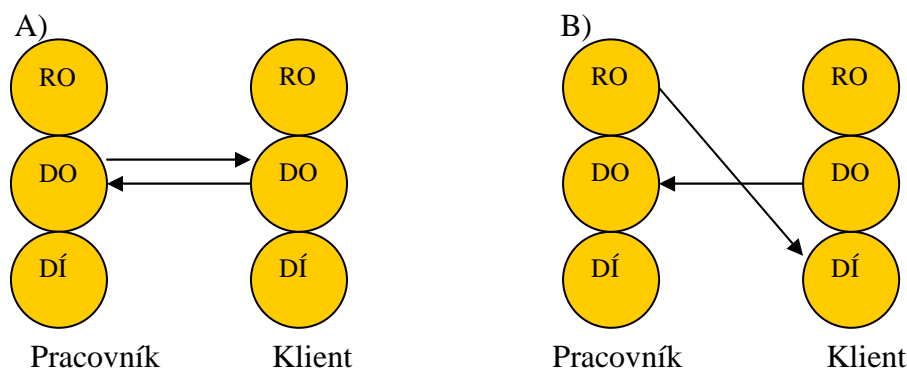 A) B)
RO RO RO RO
DO DO DO DO
DÍ DÍ DÍ DÍ
Pracovník Klient Pracovník Klient